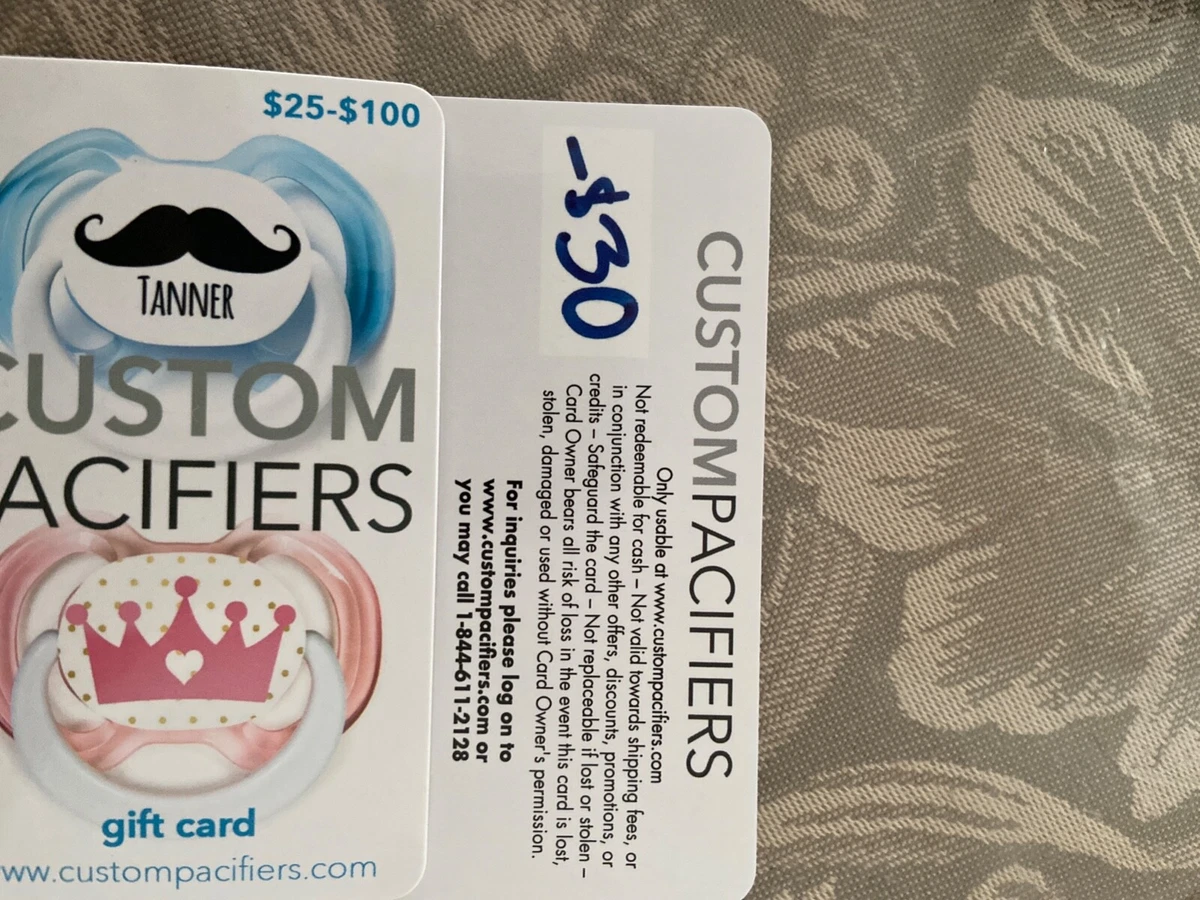 $25-$100
TANNER
CUSTOM
ACIFIERS
gift card
ww.custompacifiers.com
CUSTOMPACIFIERS
-$30
Only usable at www.custompacifiers.com
Not redeemable for cash – Not valid towards shipping fees, or
in conjunction with any other offers, discounts, promotions, or
credits – Safeguard the card – Not replaceable if lost or stolen –
Card Owner bears all risk of loss in the event this card is lost,
stolen, damaged or used without Card Owner's permission.
For inquiries please log on to
www.custompacifiers.com or
you may call 1-844-611-2128